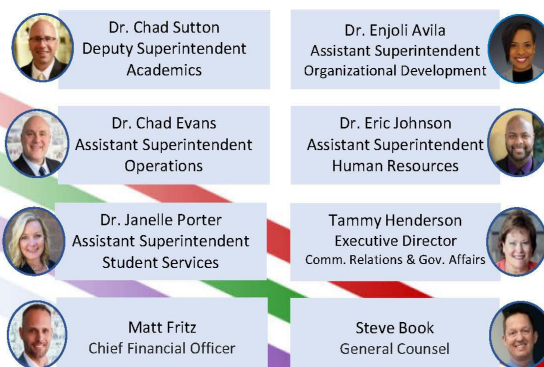 Dr. Chad Sutton
Deputy Superintendent
Academics
Dr. Enjoli Avila
Assistant Superintendent
Organizational Development
Dr. Chad Evans
Assistant Superintendent
Operations
Dr. Eric Johnson
Assistant Superintendent
Human Resources
Dr. Janelle Porter
Assistant Superintendent
Student Services
Tammy Henderson
Executive Director
Comm. Relations & Gov. Affairs
Matt Fritz
Chief Financial Officer
Steve Book
General Counsel